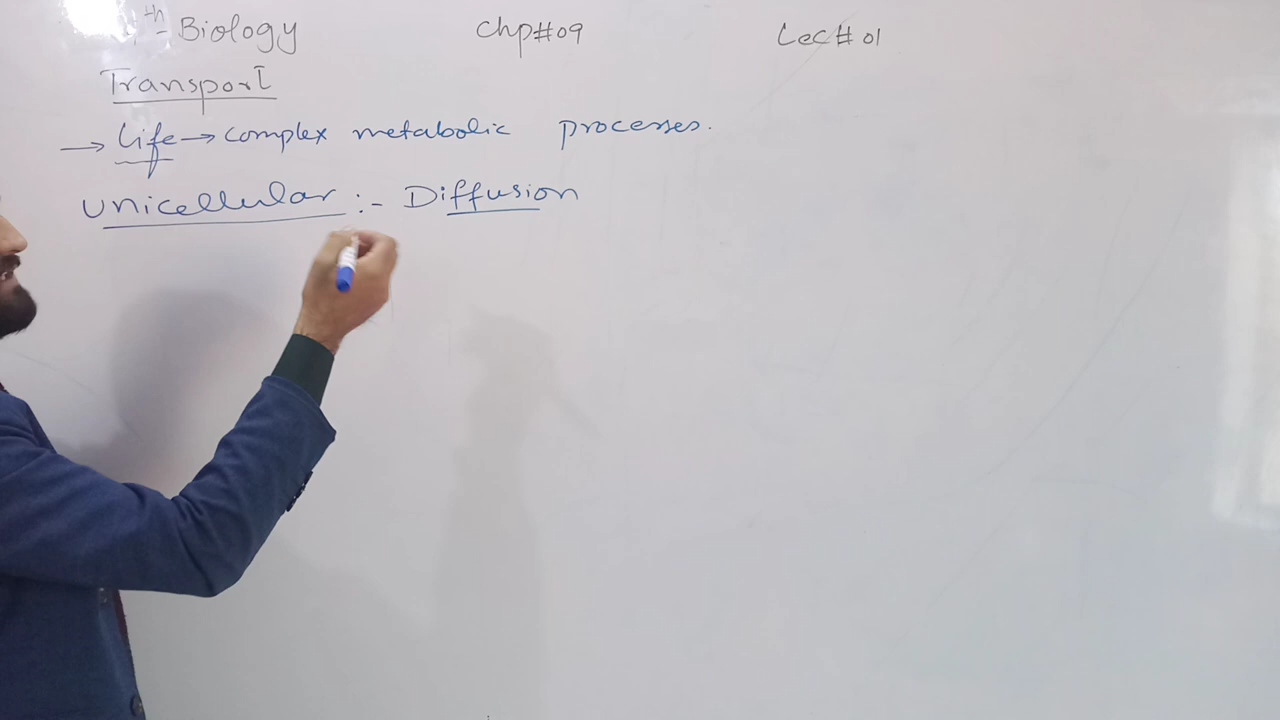 th Biology Chp#09 Lec#01
Transport
→ Life → complex metabolic processes.
Unicellular :- Diffusion